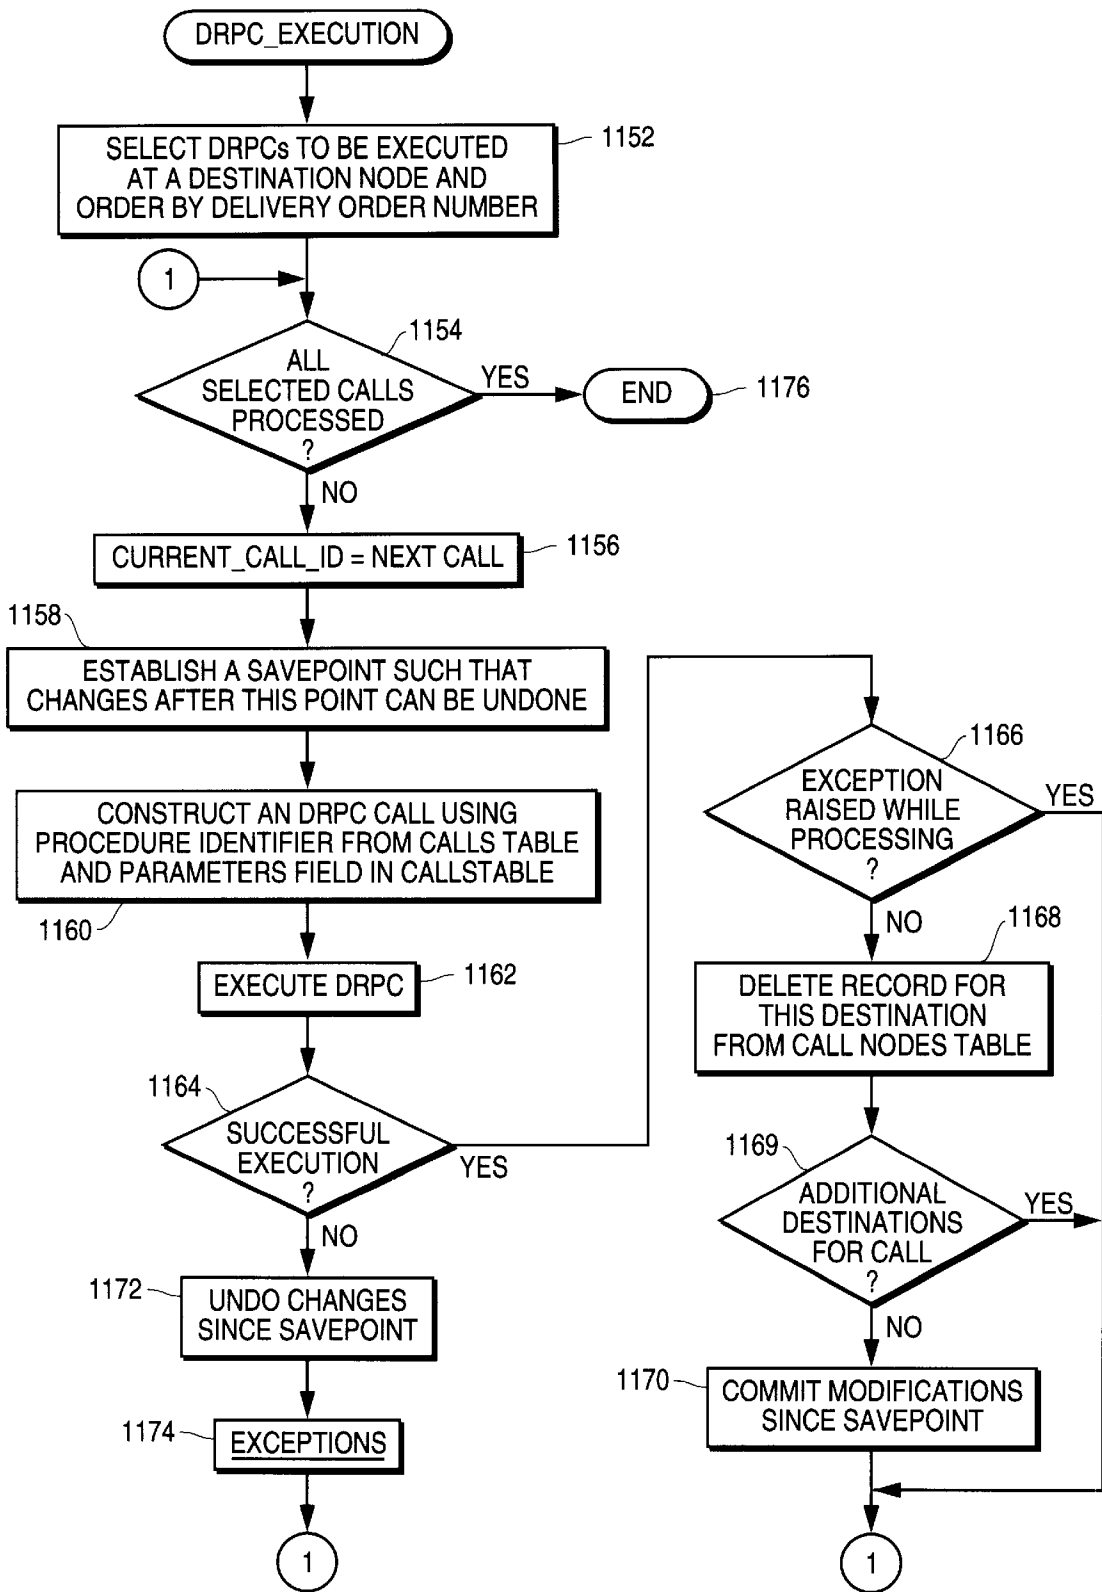 DRPC_EXECUTION
1152
SELECT DRPCs TO BE EXECUTED
AT A DESTINATION NODE AND
ORDER BY DELIVERY ORDER NUMBER
1
1154
ALL
SELECTED CALLS
PROCESSED
?
YES
END
1176
NO
CURRENT_CALL_ID = NEXT CALL
1156
1158
ESTABLISH A SAVEPOINT SUCH THAT
CHANGES AFTER THIS POINT CAN BE UNDONE
CONSTRUCT AN DRPC CALL USING
PROCEDURE IDENTIFIER FROM CALLS TABLE
AND PARAMETERS FIELD IN CALLSTABLE
1160
EXECUTE DRPC
1162
1164
SUCCESSFUL
EXECUTION
?
YES
NO
1172
UNDO CHANGES
SINCE SAVEPOINT
1174
EXCEPTIONS
1
1166
EXCEPTION
RAISED WHILE
PROCESSING
?
YES
NO
1168
DELETE RECORD FOR
THIS DESTINATION
FROM CALL NODES TABLE
1169
ADDITIONAL
DESTINATIONS
FOR CALL
?
YES
NO
1170
COMMIT MODIFICATIONS
SINCE SAVEPOINT
1